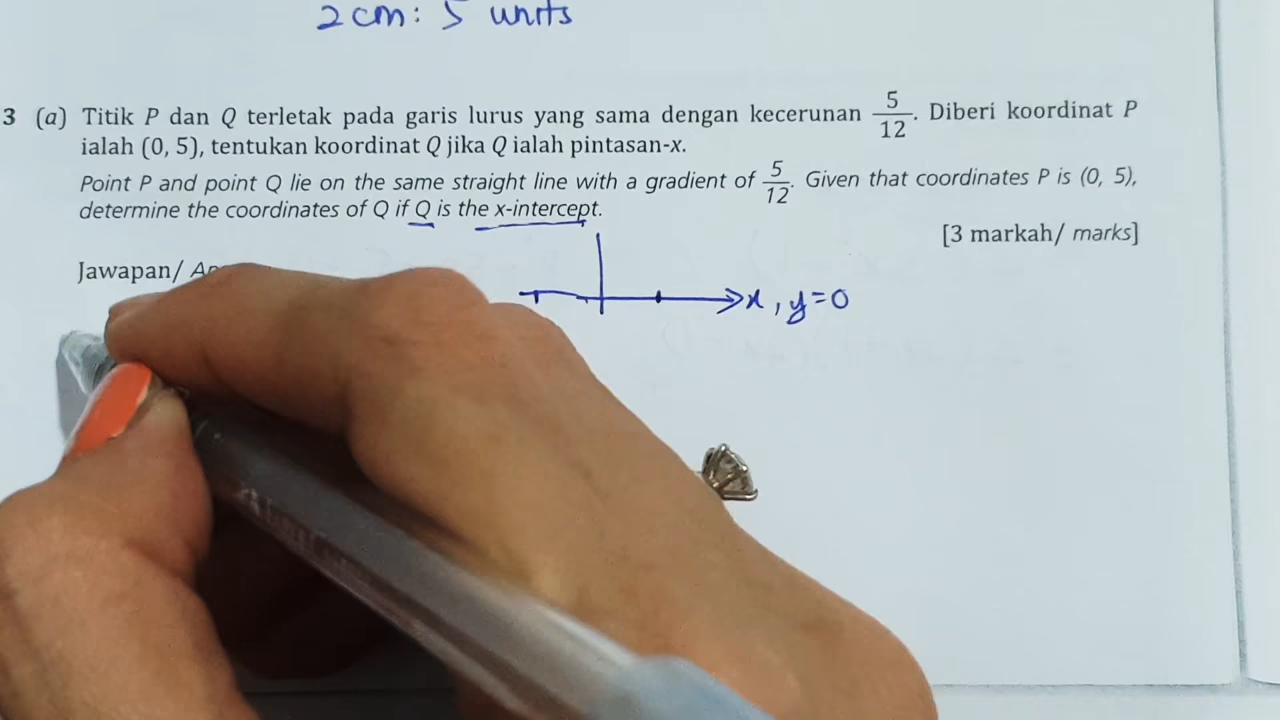 2 cm: 5 units
3 (a) Titik P dan Q terletak pada garis lurus yang sama dengan kecerunan 5/12. Diberi koordinat P
ialah (0, 5), tentukan koordinat Q jika Q ialah pintasan-x.
Point P and point Q lie on the same straight line with a gradient of 5/12. Given that coordinates P is (0, 5),
determine the coordinates of Q if Q is the x-intercept.
[3 markah/ marks]
Jawapan/
x, y=0